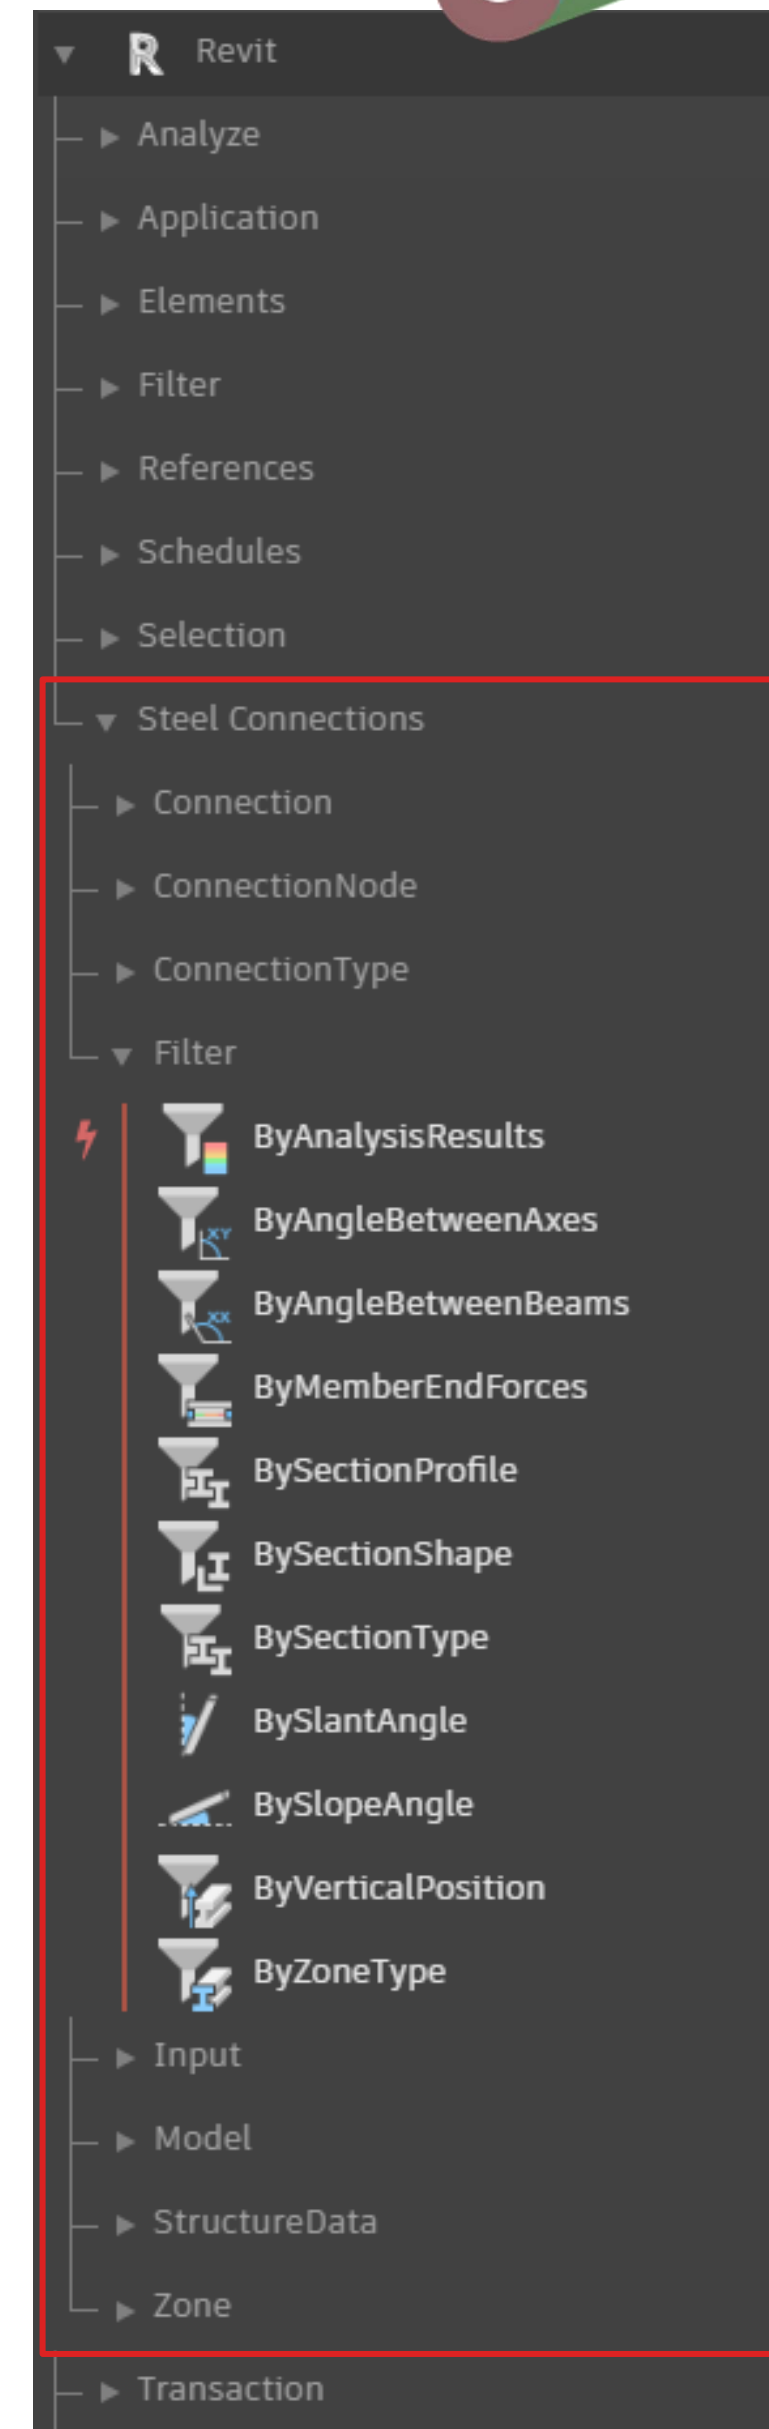 Revit
Analyze
Application
Elements
Filter
References
Schedules
Selection
Steel Connections
Connection
ConnectionNode
ConnectionType
Filter
ByAnalysisResults
ByAngleBetweenAxes
ByAngleBetweenBeams
ByMemberEndForces
BySectionProfile
BySectionShape
BySectionType
BySlantAngle
BySlopeAngle
ByVerticalPosition
ByZoneType
Input
Model
StructureData
Zone
Transaction